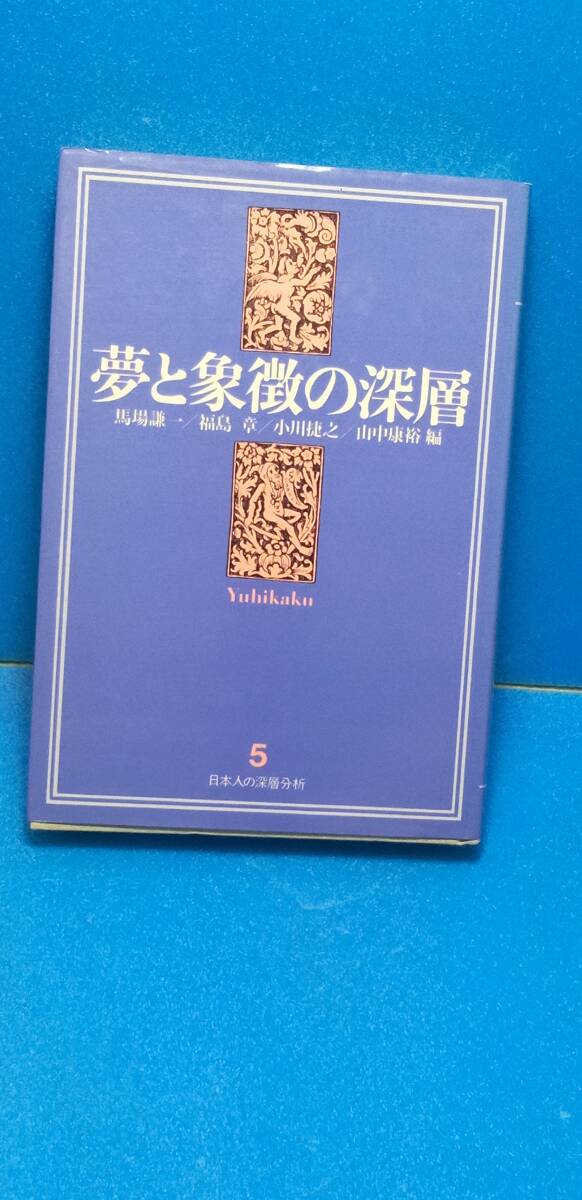 夢と象徴の深層
馬場謙一／福島 章／小川捷之／山中康裕 編
Yuhikaku
5
日本人の深層分析